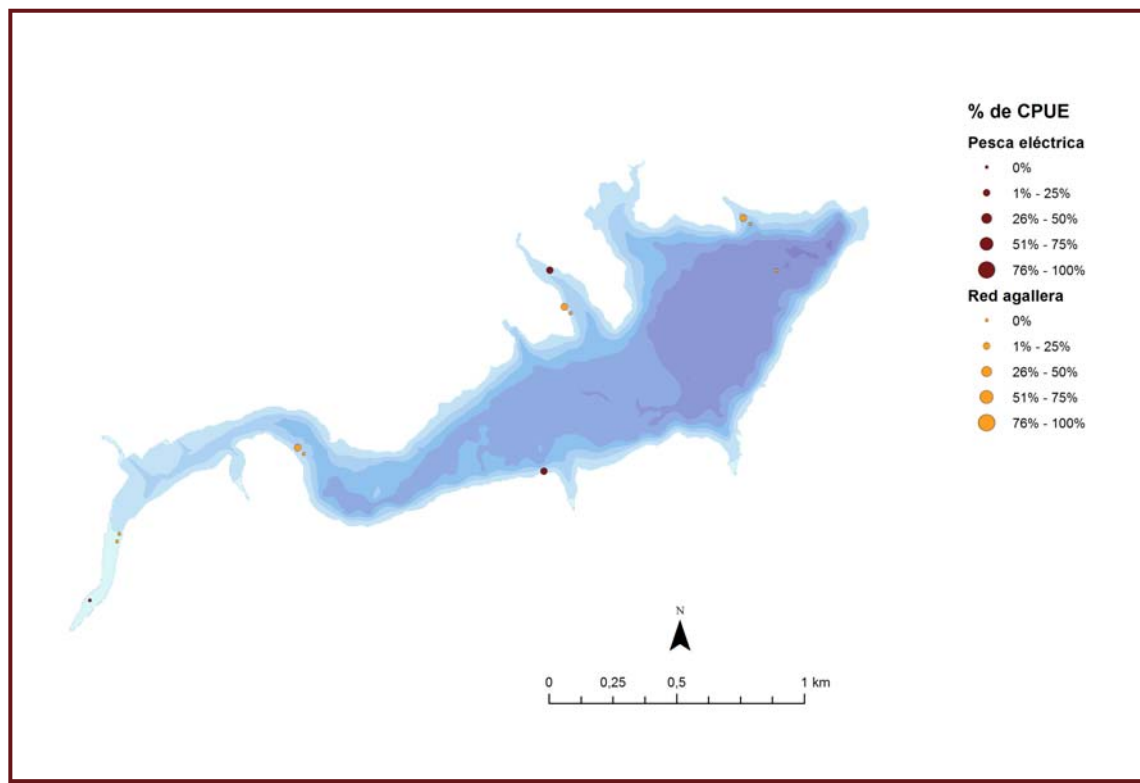 % de CPUE
Pesca eléctrica
0%
1% - 25%
26% - 50%
51% - 75%
76% - 100%
Red agallera
0%
1% - 25%
26% - 50%
51% - 75%
76% - 100%
N
0 0,25 0,5 1 km